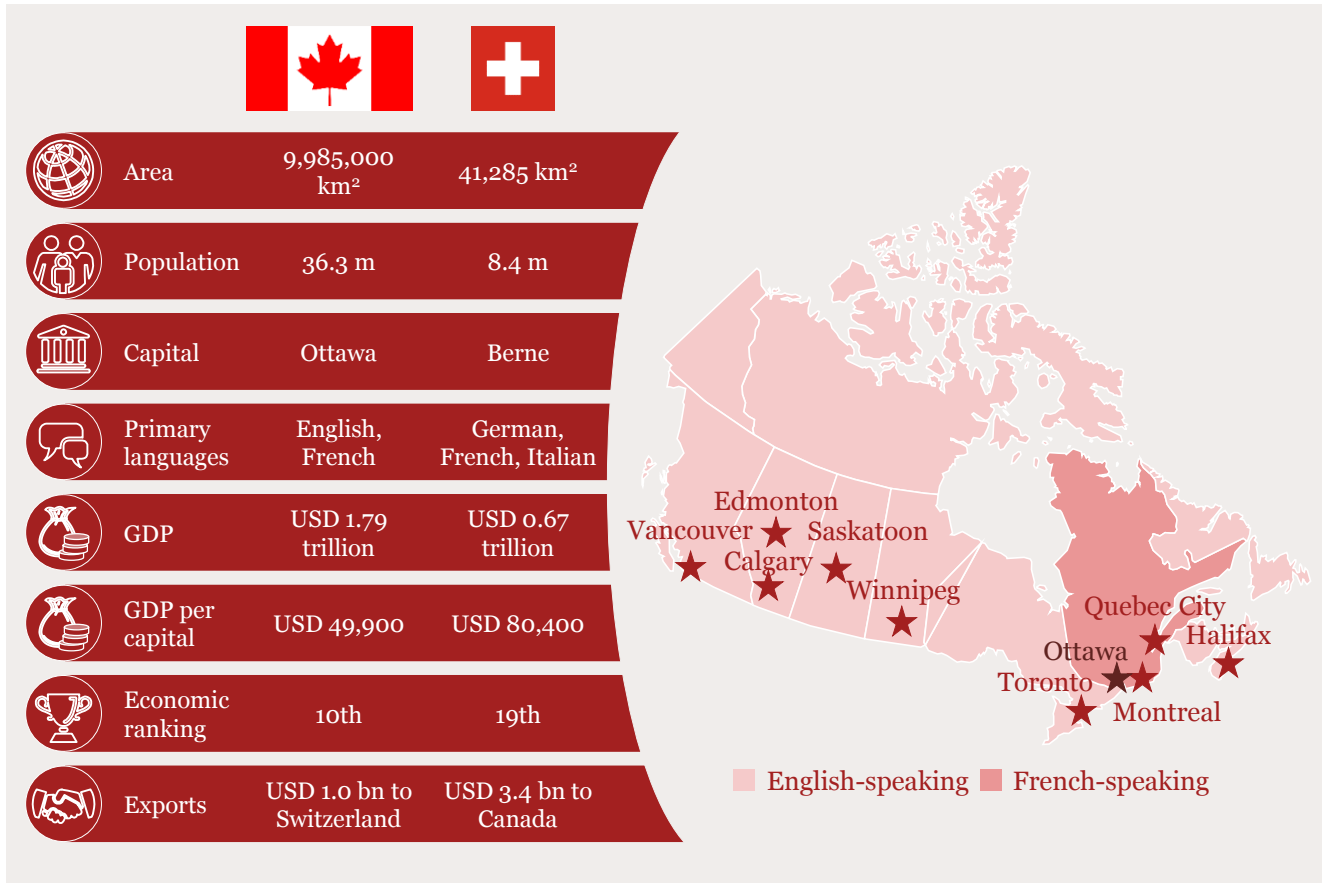 Area
9,985,000
km²
41,285 km²
Population
36.3 m
8.4 m
Capital
Ottawa
Berne
Primary
languages
English,
French
German,
French, Italian
GDP
USD 1.79
trillion
USD 0.67
trillion
GDP per
capital
USD 49,900
USD 80,400
Economic
ranking
10th
19th
Exports
USD 1.0 bn to
Switzerland
USD 3.4 bn to
Canada
Edmonton
Vancouver
Saskatoon
Calgary
Winnipeg
Quebec City
Halifax
Ottawa
Toronto
Montreal
English-speaking
French-speaking